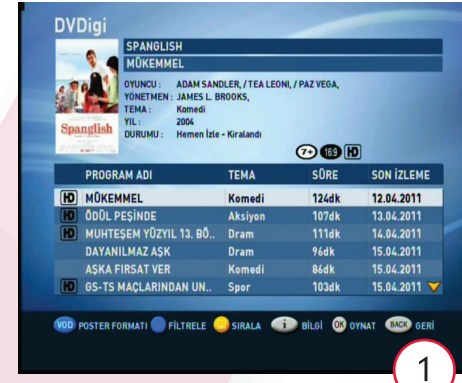 DVDigi
SPANGLISH
MÜKEMMEL
OYUNCU : ADAM SANDLER, / TEA LEONI, / PAZ VEGA,
YÖNETMEN : JAMES L. BROOKS,
TEMA : Komedi
YIL : 2004
DURUMU : Hemen İzle - Kiralandı
Spanglish
7+ 16:9 HD
PROGRAM ADI TEMA SÜRE SON İZLEME
HD MÜKEMMEL Komedi 124dk 12.04.2011
HD ÖDÜL PEŞİNDE Aksiyon 107dk 13.04.2011
HD MUHTEŞEM YÜZYIL 13. BÖ.. Dram 111dk 14.04.2011
DAYANILMAZ AŞK Dram 96dk 15.04.2011
AŞKA FIRSAT VER Komedi 86dk 15.04.2011
HD GS-TS MAÇLARINDAN UN.. Spor 103dk 15.04.2011
VOD POSTER FORMATI FİLTRELE SIRALA i BİLGİ OK OYNAT BACK GERİ
1